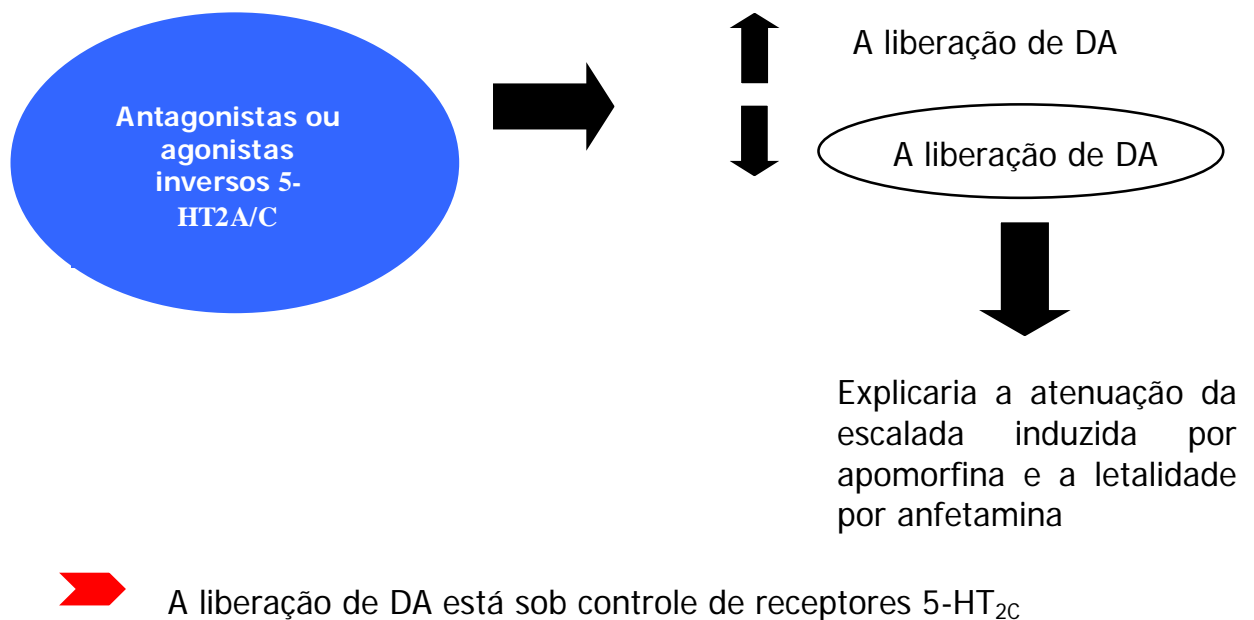 Antagonistas ou
agonistas
inversos 5-
HT2A/C
A liberação de DA
A liberação de DA
Explicaria a atenuação da
escalada induzida por
apomorfina e a letalidade
por anfetamina
A liberação de DA está sob controle de receptores 5-HT2C